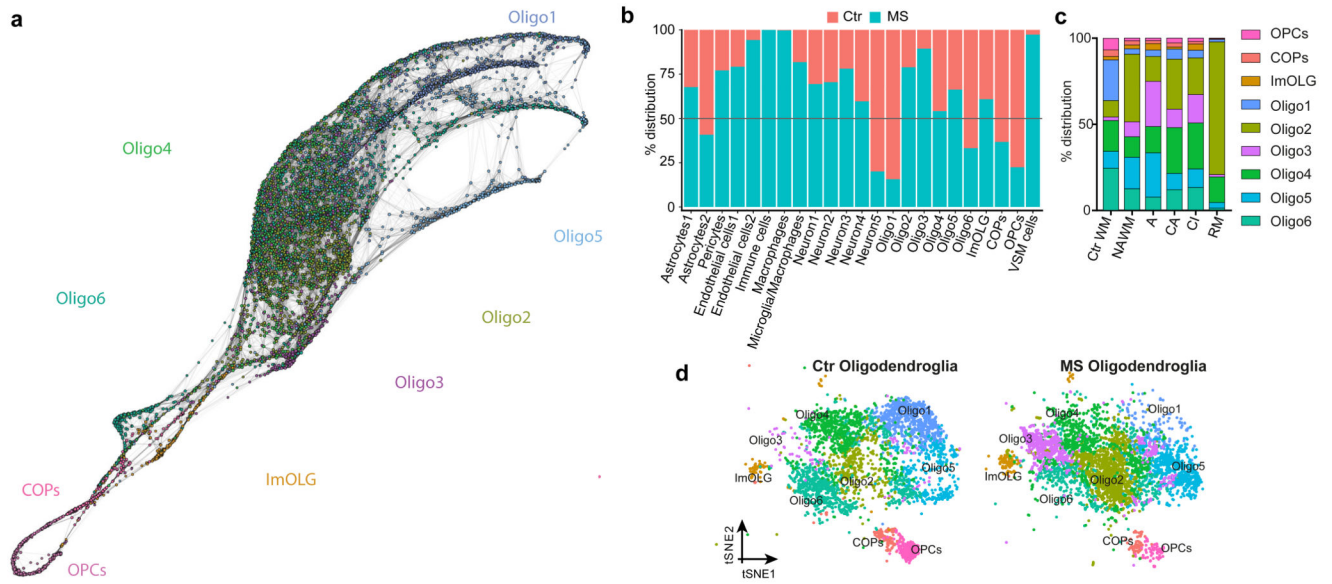 a
Oligo1
Oligo4
Oligo5
Oligo6
Oligo2
Oligo3
ImOLG
COPs
OPCs
b
Ctr MS
% distribution
100
75
50
25
0
Astrocytes1
Astrocytes2
Pericytes
Endothelial cells1
Endothelial cells2
Immune cells
Macrophages
Microglia/Macrophages
Neuron1
Neuron2
Neuron3
Neuron4
Neuron5
Oligo1
Oligo2
Oligo3
Oligo4
Oligo5
Oligo6
ImOLG
COPs
OPCs
VSM cells
c
% distribution
100
50
0
Ctr WM
NAWM
A
CA
CI
RM
OPCs
COPs
ImOLG
Oligo1
Oligo2
Oligo3
Oligo4
Oligo5
Oligo6
d
Ctr Oligodendroglia
Oligo4
Oligo1
Oligo3
Oligo5
ImOLG
Oligo2
Oligo6
COPs
OPCs
tSNE2
tSNE1
MS Oligodendroglia
Oligo4
Oligo1
Oligo3
ImOLG
Oligo5
Oligo2
Oligo6
COPs
OPCs